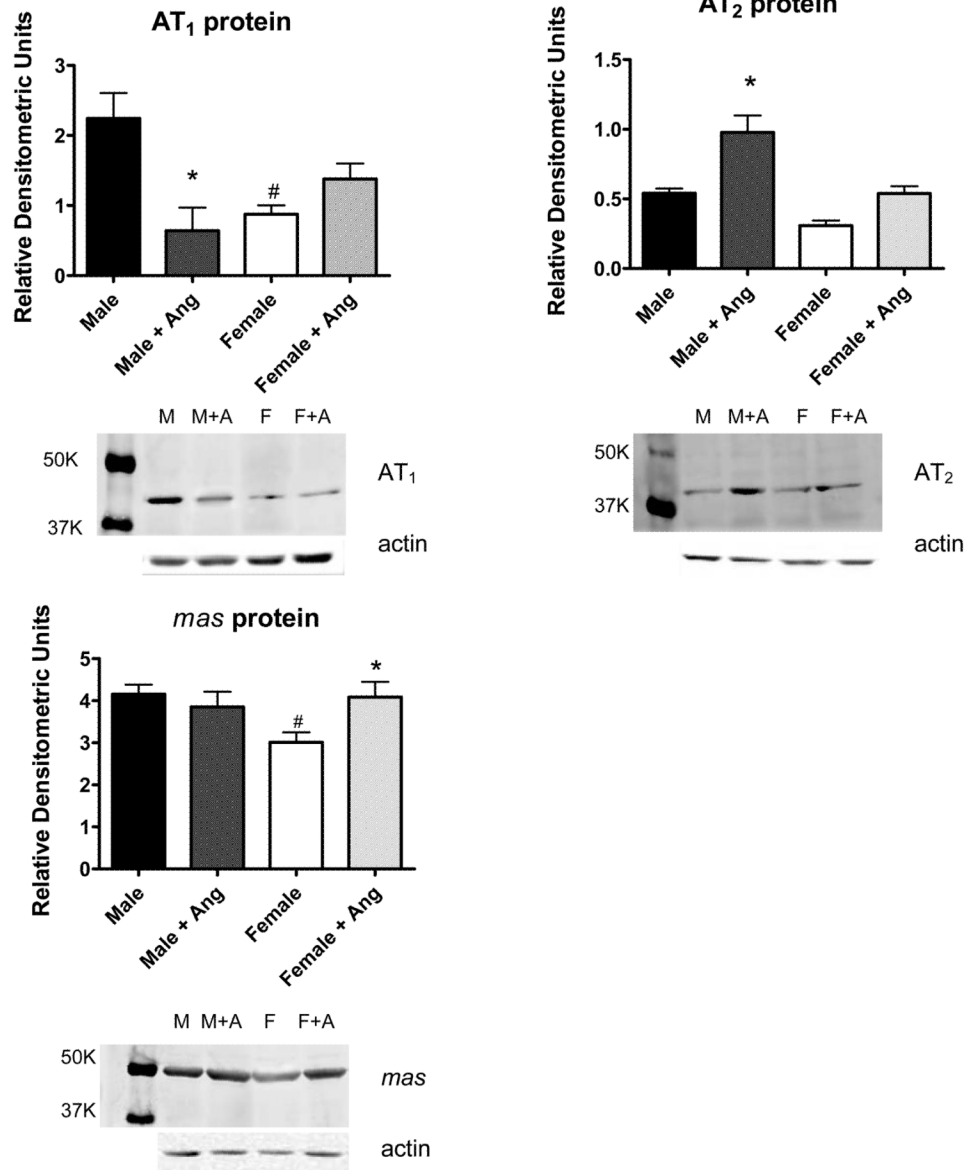 AT₁ protein
Relative Densitometric Units
3
2
1
0
*
#
Male
Male + Ang
Female
Female + Ang
M M+A F F+A
50K
37K
AT₁
actin
AT₂ protein
Relative Densitometric Units
1.5
1.0
0.5
0.0
*
Male
Male + Ang
Female
Female + Ang
M M+A F F+A
50K
37K
AT₂
actin
mas protein
Relative Densitometric Units
5
4
3
2
1
0
#
*
Male
Male + Ang
Female
Female + Ang
M M+A F F+A
50K
37K
mas
actin